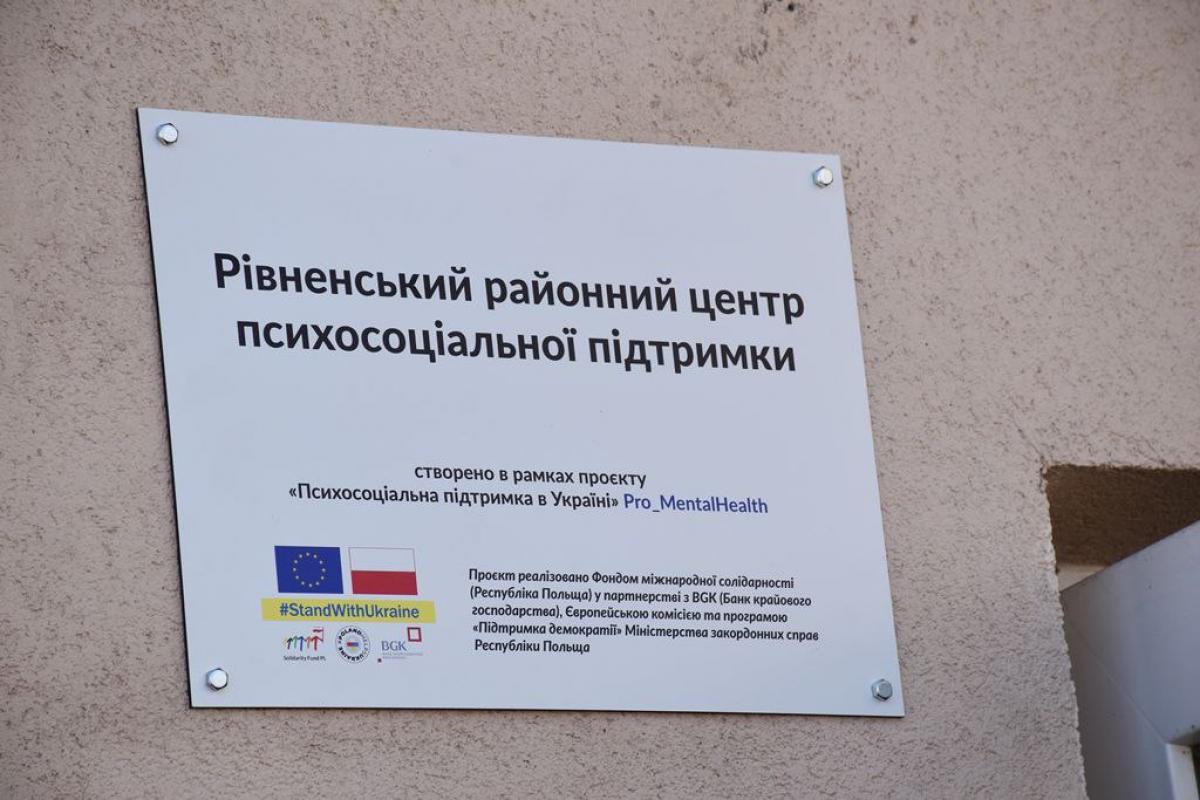 Рівненський районний центр
психосоціальної підтримки
створено в рамках проєкту
«Психосоціальна підтримка в Україні» Pro_MentalHealth
#StandWithUkraine
Solidarity Fund PL
BGK
Проєкт реалізовано Фондом міжнародної солідарності
(Республіка Польща) у партнерстві з BGK (Банк крайового
господарства), Європейською комісією та програмою
«Підтримка демократії» Міністерства закордонних справ
Республіки Польща